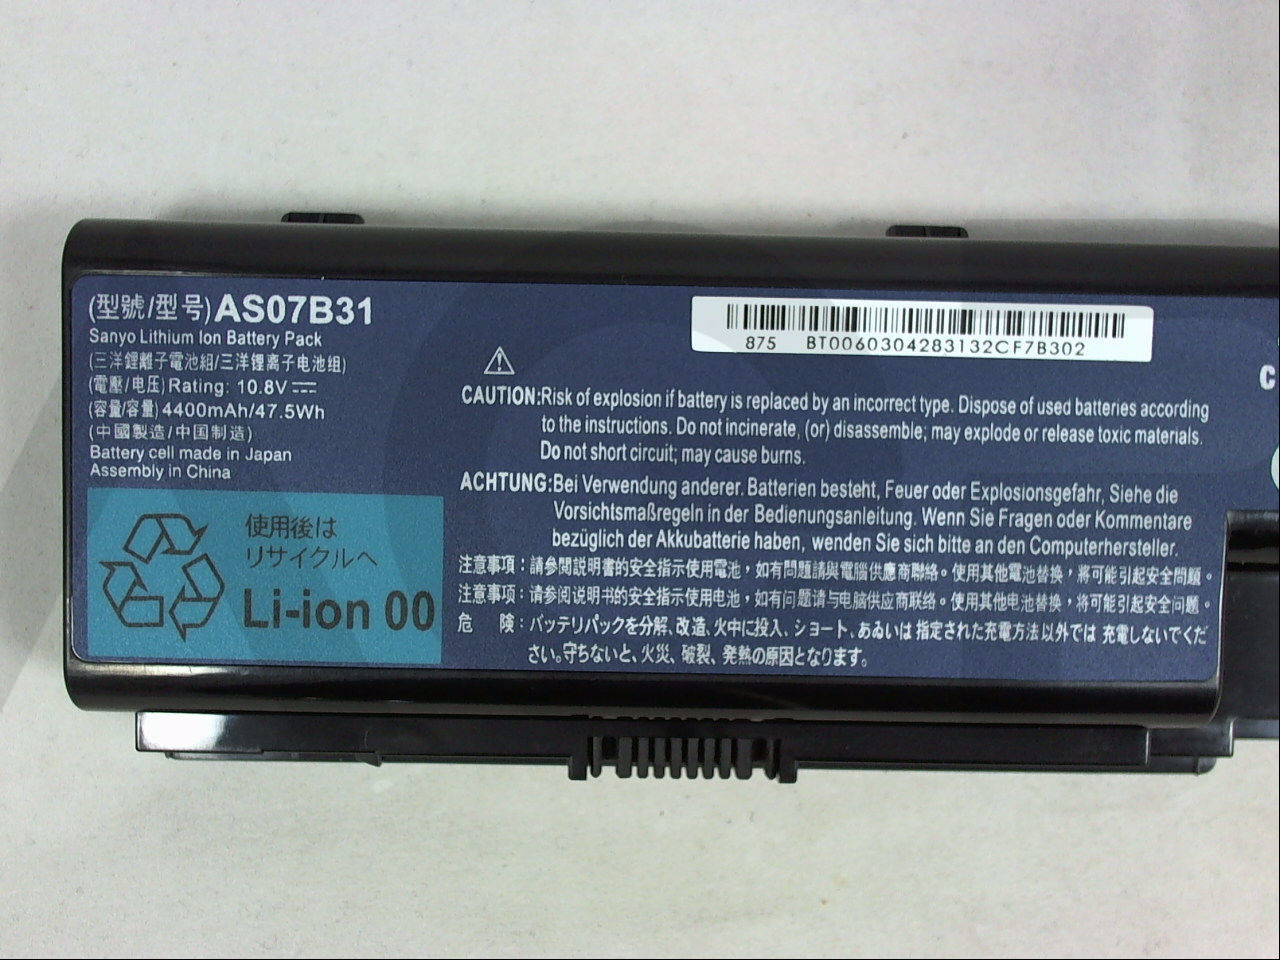 (型號/型号)AS07B31
Sanyo Lithium Ion Battery Pack
(三洋鋰離子電池組/三洋锂离子电池组)
(電壓/电压)Rating: 10.8V
(容量/容量) 4400mAh/47.5Wh
(中國製造/中国制造)
Battery cell made in Japan
Assembly in China
使用後は
リサイクルへ
Li-ion 00
875 BT0060304283132CF7B302
CAUTION:Risk of explosion if battery is replaced by an incorrect type. Dispose of used batteries according
to the instructions. Do not incinerate, (or) disassemble; may explode or release toxic materials.
Do not short circuit; may cause burns.
ACHTUNG:Bei Verwendung anderer. Batterien besteht, Feuer oder Explosionsgefahr, Siehe die
Vorsichtsmaßregeln in der Bedienungsanleitung. Wenn Sie Fragen oder Kommentare
bezüglich der Akkubatterie haben, wenden Sie sich bitte an den Computerhersteller.
注意事項：請參閱説明書的安全指示使用電池，如有問題請與電腦供應商聯絡。使用其他電池替換，將可能引起安全問題。
注意事项：请参阅说明书的安全指示使用电池，如有问题请与电脑供应商联络。使用其他电池替换，将可能引起安全问题。
危 険：バッテリパックを分解、改造、火中に投入、ショート、あるいは 指定された充電方法以外では 充電しないでくだ
さい。守ちないと、火災、破裂、発熱の原因となります。
C